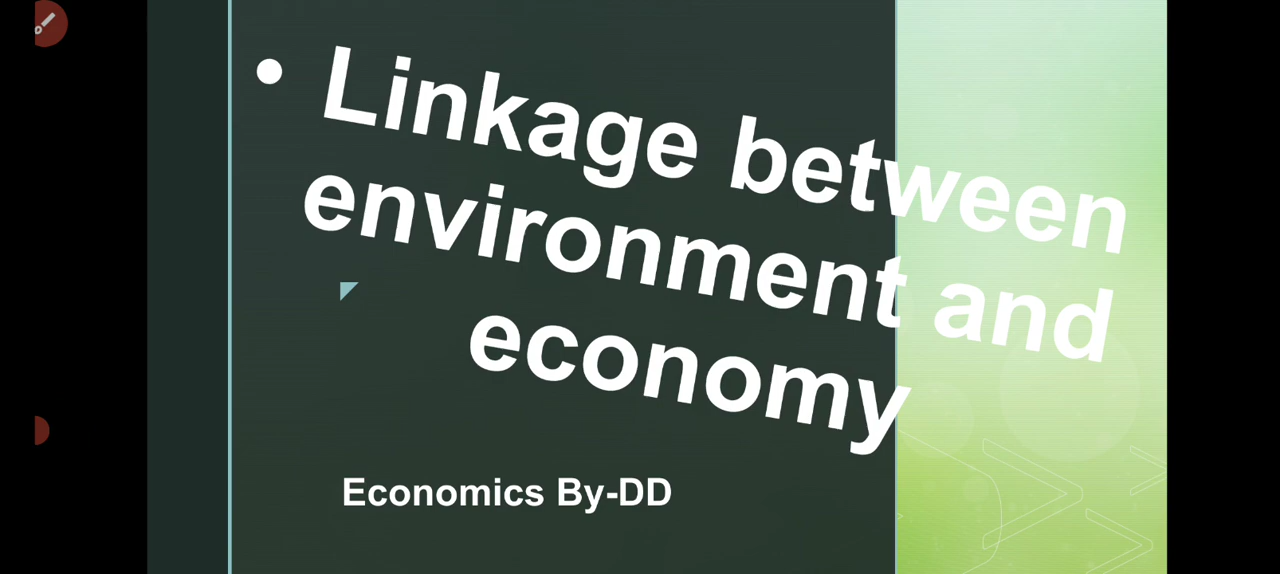 • Linkage between
environment and
economy
Economics By-DD